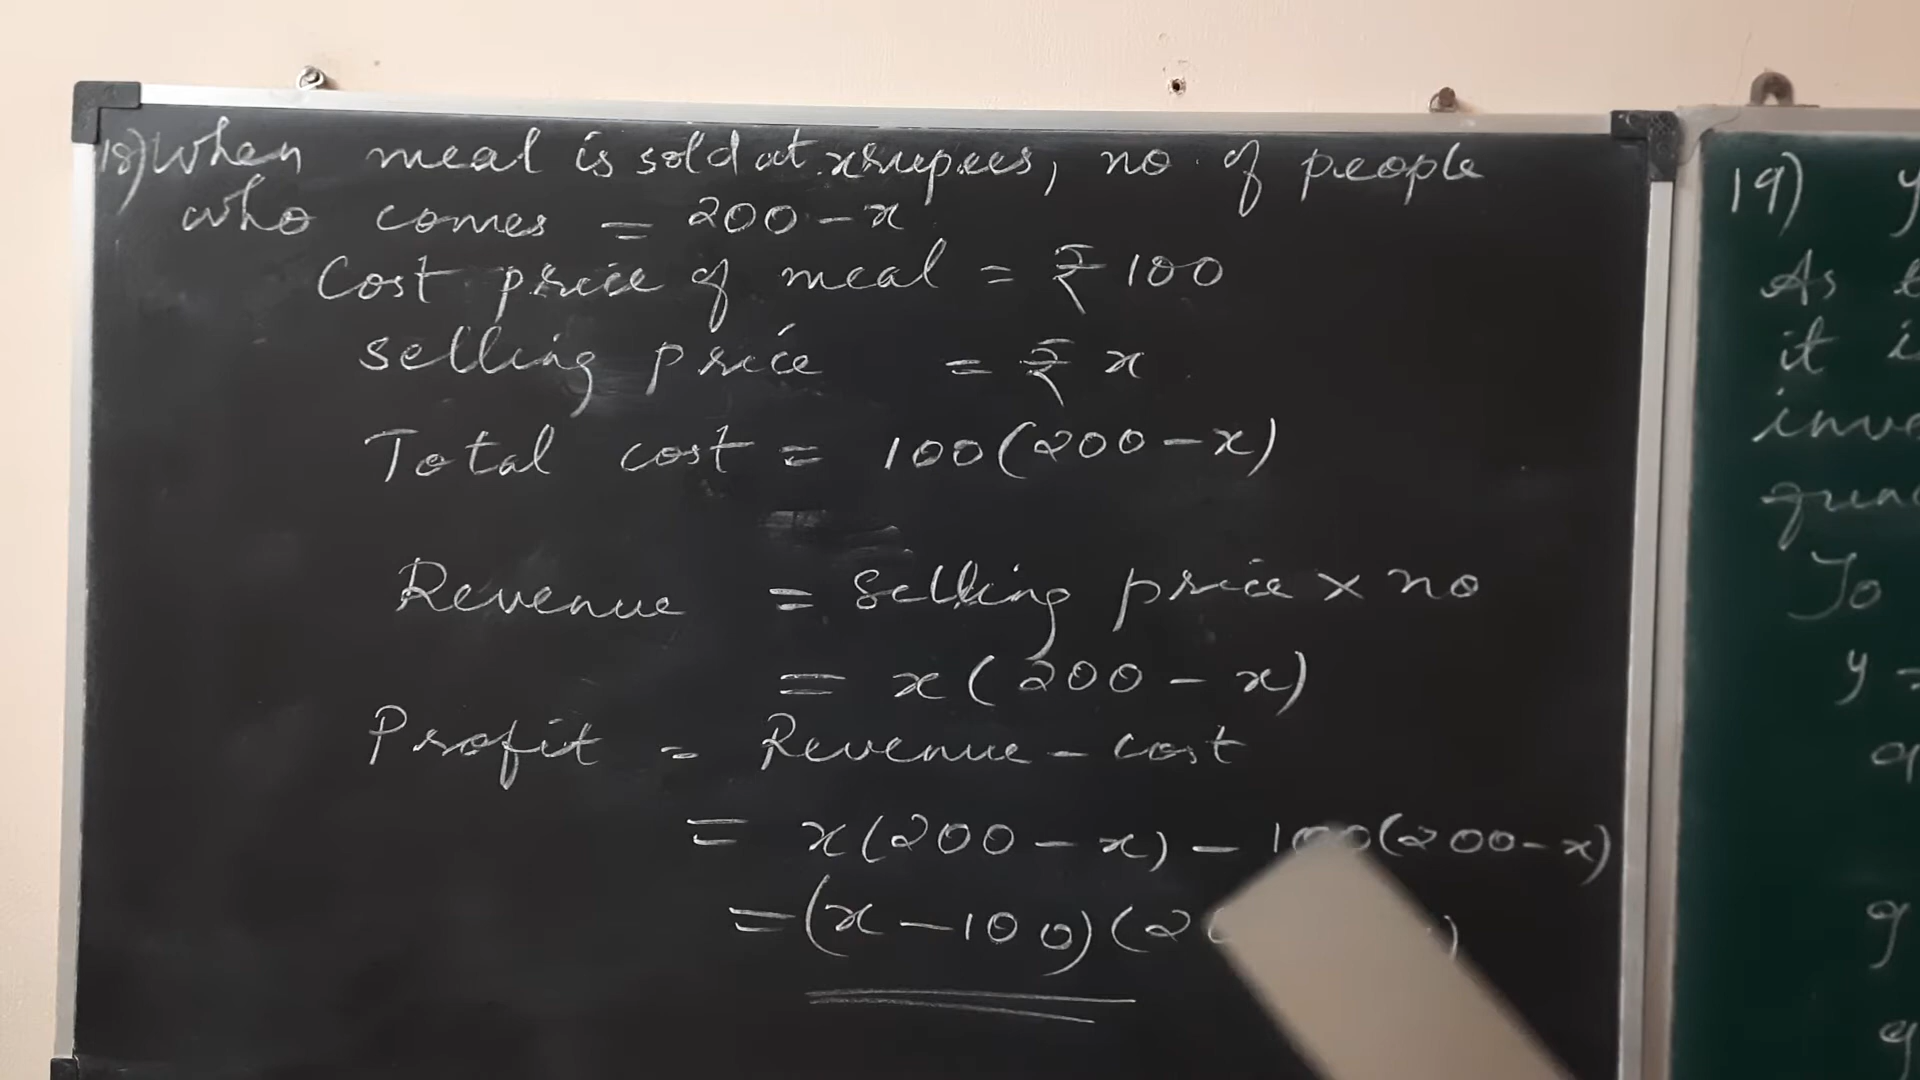 18) When meal is sold at x rupees, no. of people
who comes = 200 - x
Cost price of meal = ₹ 100
selling price = ₹ x
Total cost = 100(200 - x)
Revenue = Selling price × no
= x(200 - x)
Profit = Revenue - cost
= x(200 - x) - 100(200 - x)
= (x - 100)(2
19) y
As
it
To
y =